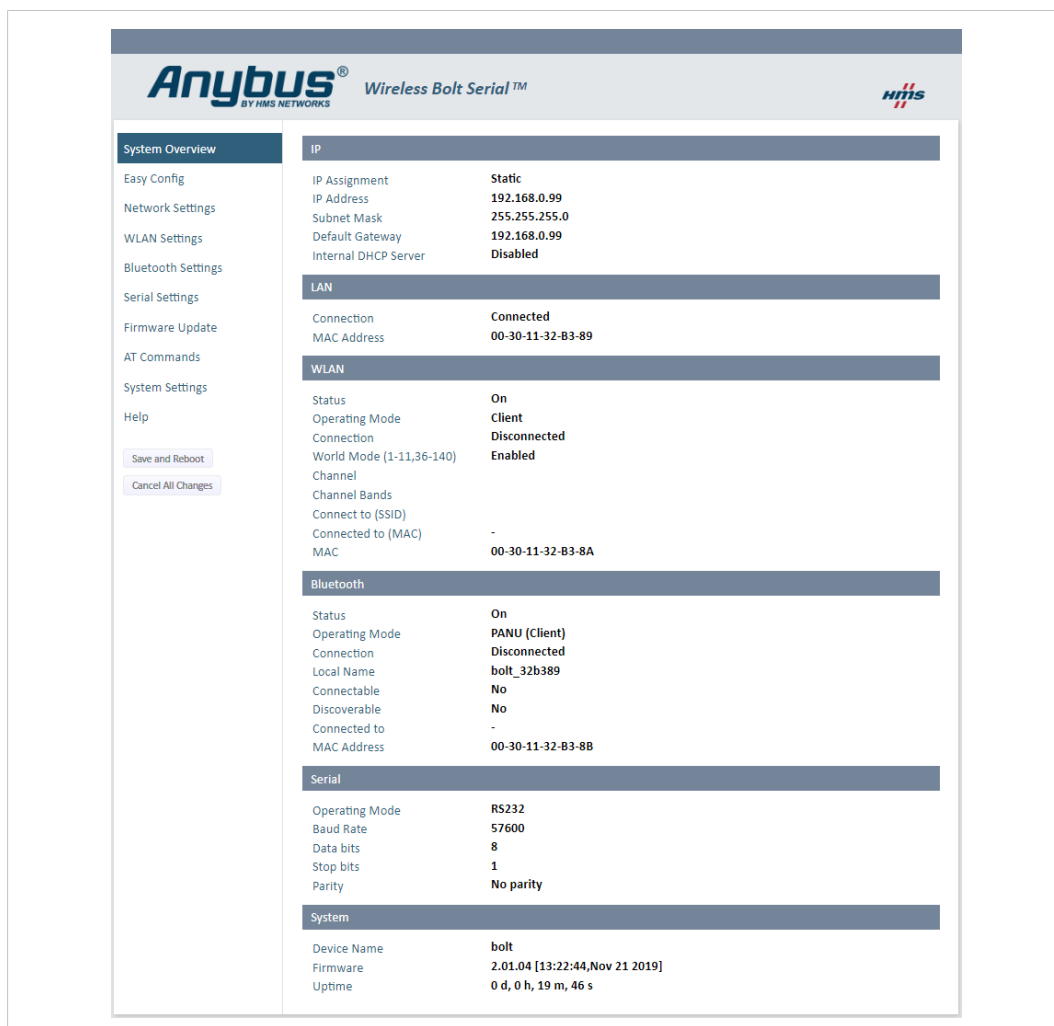 Anybus®
BY HMS NETWORKS
Wireless Bolt Serial™
HMS
System Overview
Easy Config
Network Settings
WLAN Settings
Bluetooth Settings
Serial Settings
Firmware Update
AT Commands
System Settings
Help
Save and Reboot
Cancel All Changes
IP
IP Assignment Static
IP Address 192.168.0.99
Subnet Mask 255.255.255.0
Default Gateway 192.168.0.99
Internal DHCP Server Disabled
LAN
Connection Connected
MAC Address 00-30-11-32-B3-89
WLAN
Status On
Operating Mode Client
Connection Disconnected
World Mode (1-11,36-140) Enabled
Channel
Channel Bands
Connect to (SSID)
Connected to (MAC) -
MAC 00-30-11-32-B3-8A
Bluetooth
Status On
Operating Mode PANU (Client)
Connection Disconnected
Local Name bolt_32b389
Connectable No
Discoverable No
Connected to -
MAC Address 00-30-11-32-B3-8B
Serial
Operating Mode RS232
Baud Rate 57600
Data bits 8
Stop bits 1
Parity No parity
System
Device Name bolt
Firmware 2.01.04 [13:22:44,Nov 21 2019]
Uptime 0 d, 0 h, 19 m, 46 s